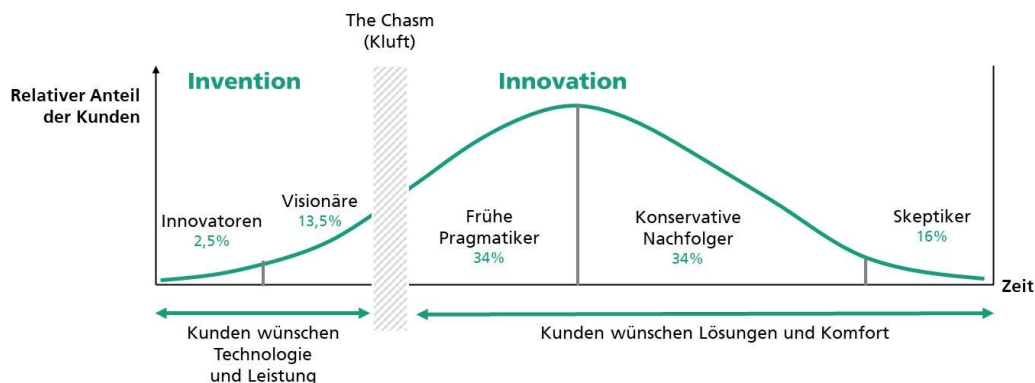 The Chasm
(Kluft)
Invention
Innovation
Relativer Anteil
der Kunden
Innovatoren
2,5%
Visionäre
13,5%
Frühe
Pragmatiker
34%
Konservative
Nachfolger
34%
Skeptiker
16%
Zeit
Kunden wünschen
Technologie
und Leistung
Kunden wünschen Lösungen und Komfort